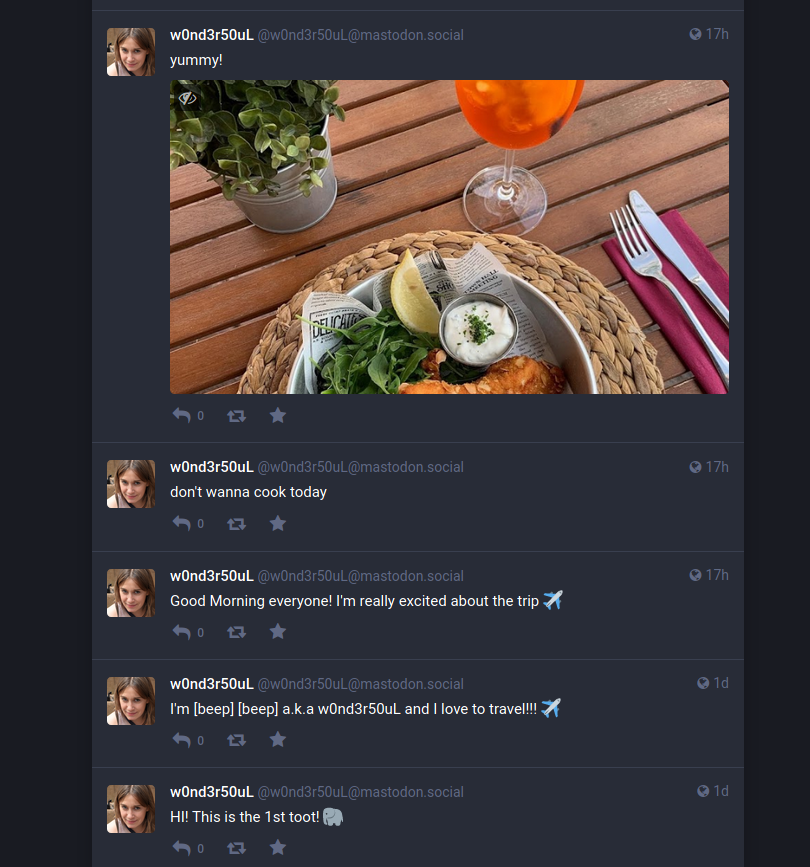 w0nd3r50uL @w0nd3r50uL@mastodon.social 17h
yummy!
DELICAT
0
w0nd3r50uL @w0nd3r50uL@mastodon.social 17h
don't wanna cook today
0
w0nd3r50uL @w0nd3r50uL@mastodon.social 17h
Good Morning everyone! I'm really excited about the trip ✈️
0
w0nd3r50uL @w0nd3r50uL@mastodon.social 1d
I'm [beep] [beep] a.k.a w0nd3r50uL and I love to travel!!! ✈️
0
w0nd3r50uL @w0nd3r50uL@mastodon.social 1d
HI! This is the 1st toot! 🐘
0